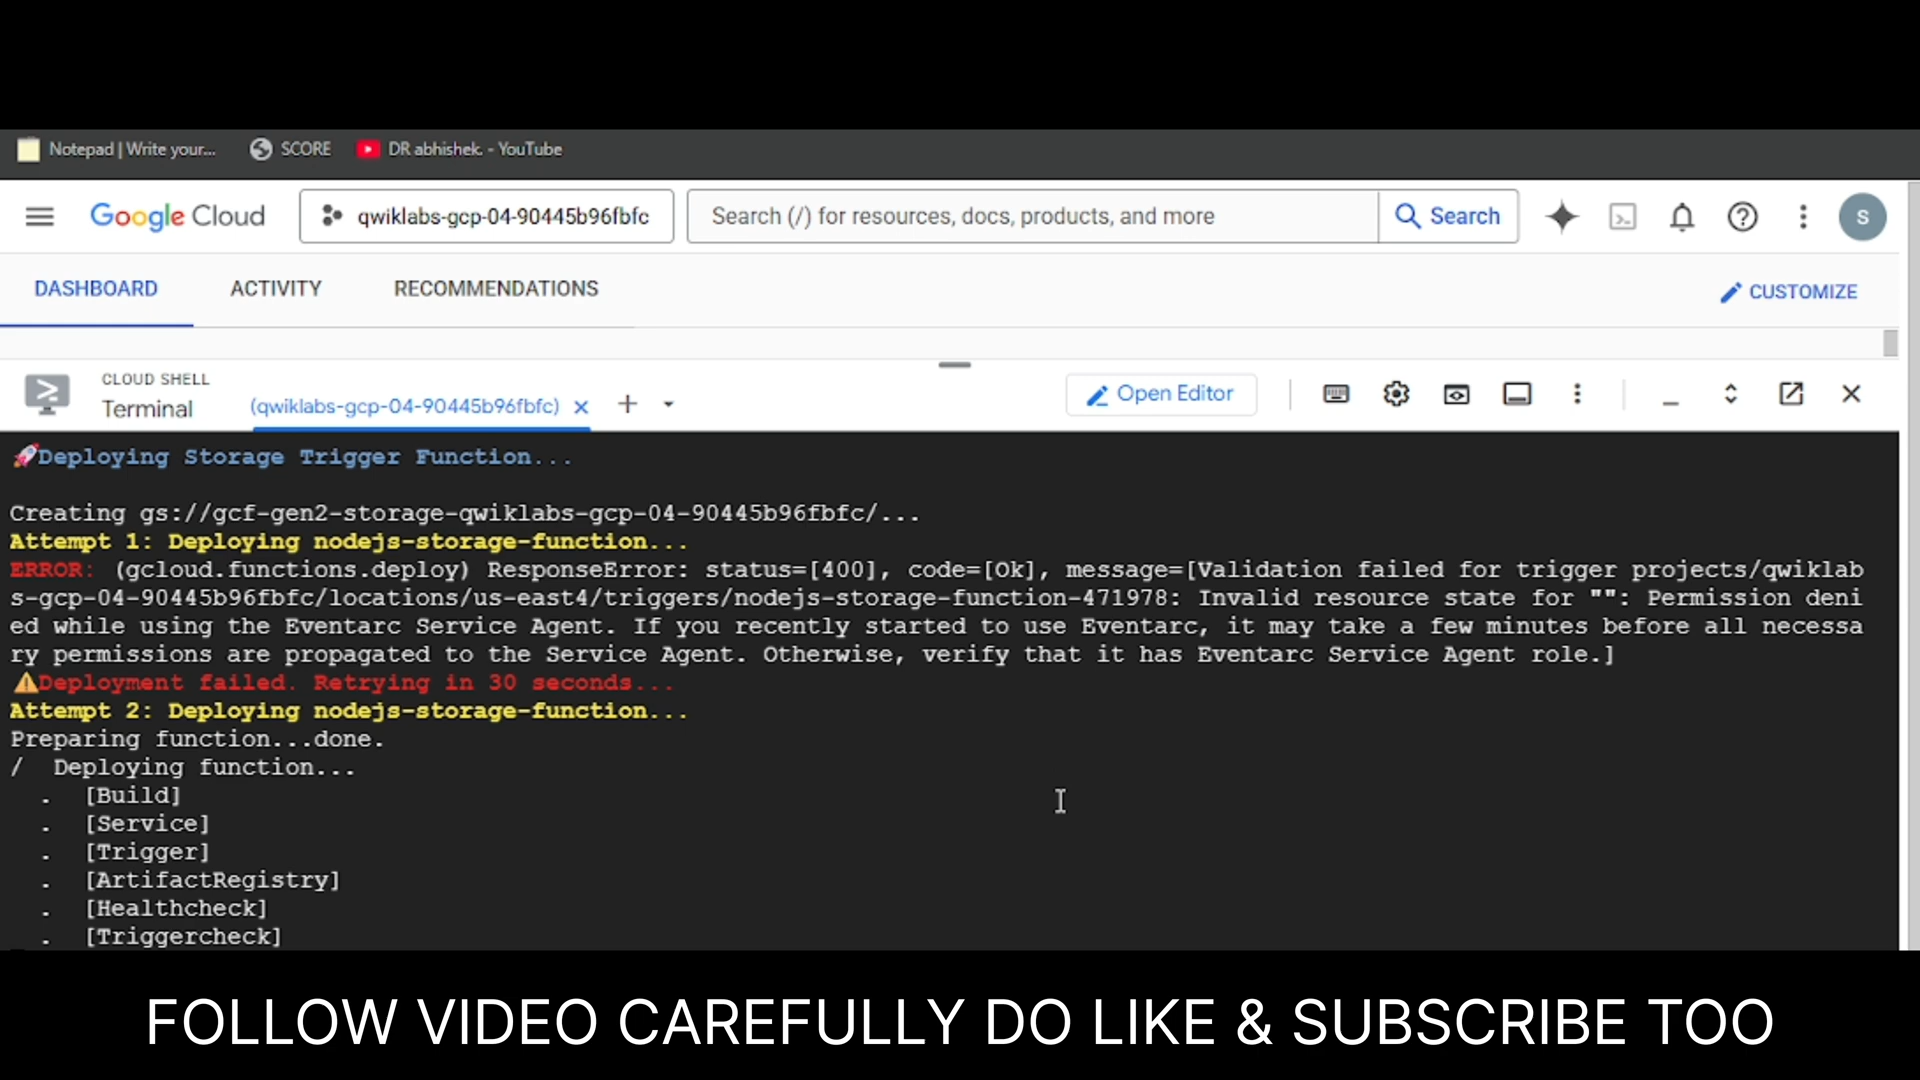 Notepad | Write your...
SCORE
DR abhishek. - YouTube
Google Cloud
qwiklabs-gcp-04-90445b96fbfc
Search (/) for resources, docs, products, and more
Search
S
DASHBOARD
ACTIVITY
RECOMMENDATIONS
CUSTOMIZE
CLOUD SHELL
Terminal
(qwiklabs-gcp-04-90445b96fbfc)
Open Editor
🚀Deploying Storage Trigger Function...
Creating gs://gcf-gen2-storage-qwiklabs-gcp-04-90445b96fbfc/...
Attempt 1: Deploying nodejs-storage-function...
ERROR: (gcloud.functions.deploy) ResponseError: status=[400], code=[Ok], message=[Validation failed for trigger projects/qwiklab
s-gcp-04-90445b96fbfc/locations/us-east4/triggers/nodejs-storage-function-471978: Invalid resource state for "": Permission deni
ed while using the Eventarc Service Agent. If you recently started to use Eventarc, it may take a few minutes before all necessa
ry permissions are propagated to the Service Agent. Otherwise, verify that it has Eventarc Service Agent role.]
⚠️Deployment failed. Retrying in 30 seconds...
Attempt 2: Deploying nodejs-storage-function...
Preparing function...done.
/ Deploying function...
. [Build]
. [Service]
. [Trigger]
. [ArtifactRegistry]
. [Healthcheck]
. [Triggercheck]
FOLLOW VIDEO CAREFULLY DO LIKE & SUBSCRIBE TOO